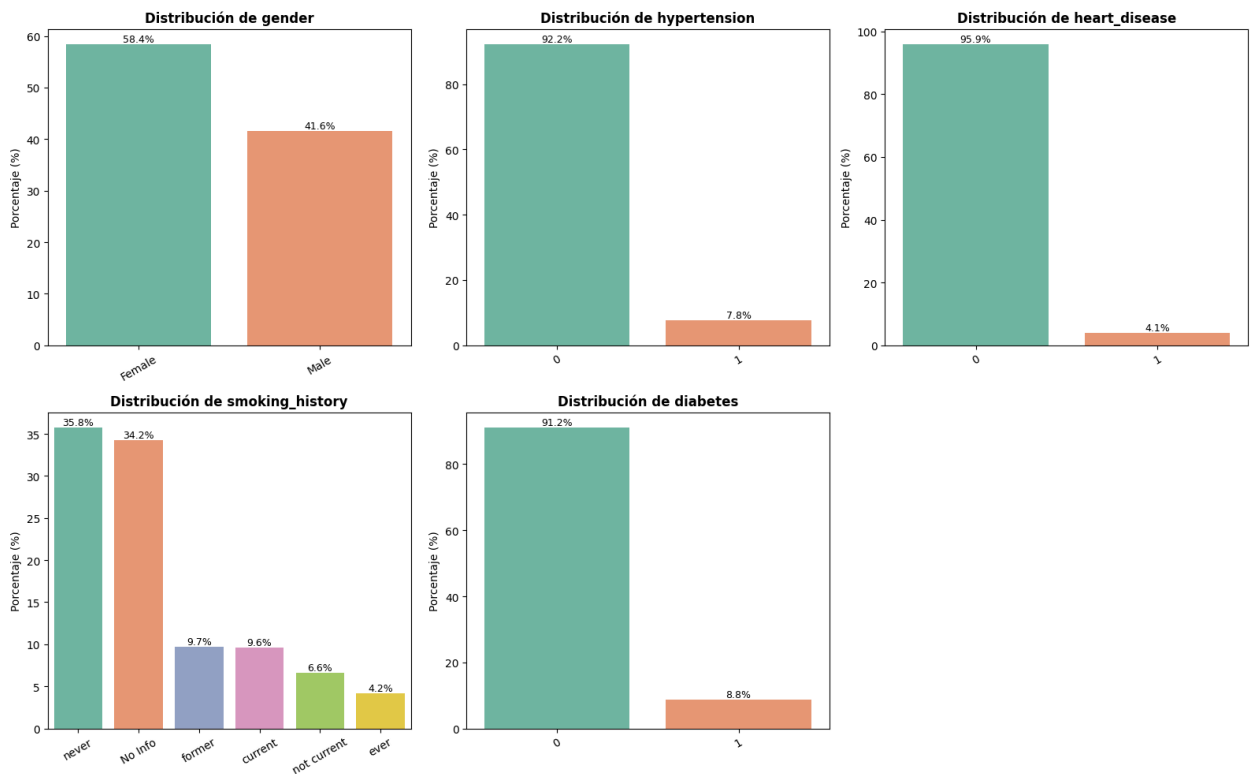 Distribución de gender
Porcentaje (%)
60
50
40
30
20
10
0
58.4%
41.6%
Female
Male
Distribución de hypertension
Porcentaje (%)
80
60
40
20
0
92.2%
7.8%
0
1
Distribución de heart_disease
Porcentaje (%)
100
80
60
40
20
0
95.9%
4.1%
0
1
Distribución de smoking_history
Porcentaje (%)
35
30
25
20
15
10
5
0
35.8%
34.2%
9.7%
9.6%
6.6%
4.2%
never
No Info
former
current
not current
ever
Distribución de diabetes
Porcentaje (%)
80
60
40
20
0
91.2%
8.8%
0
1